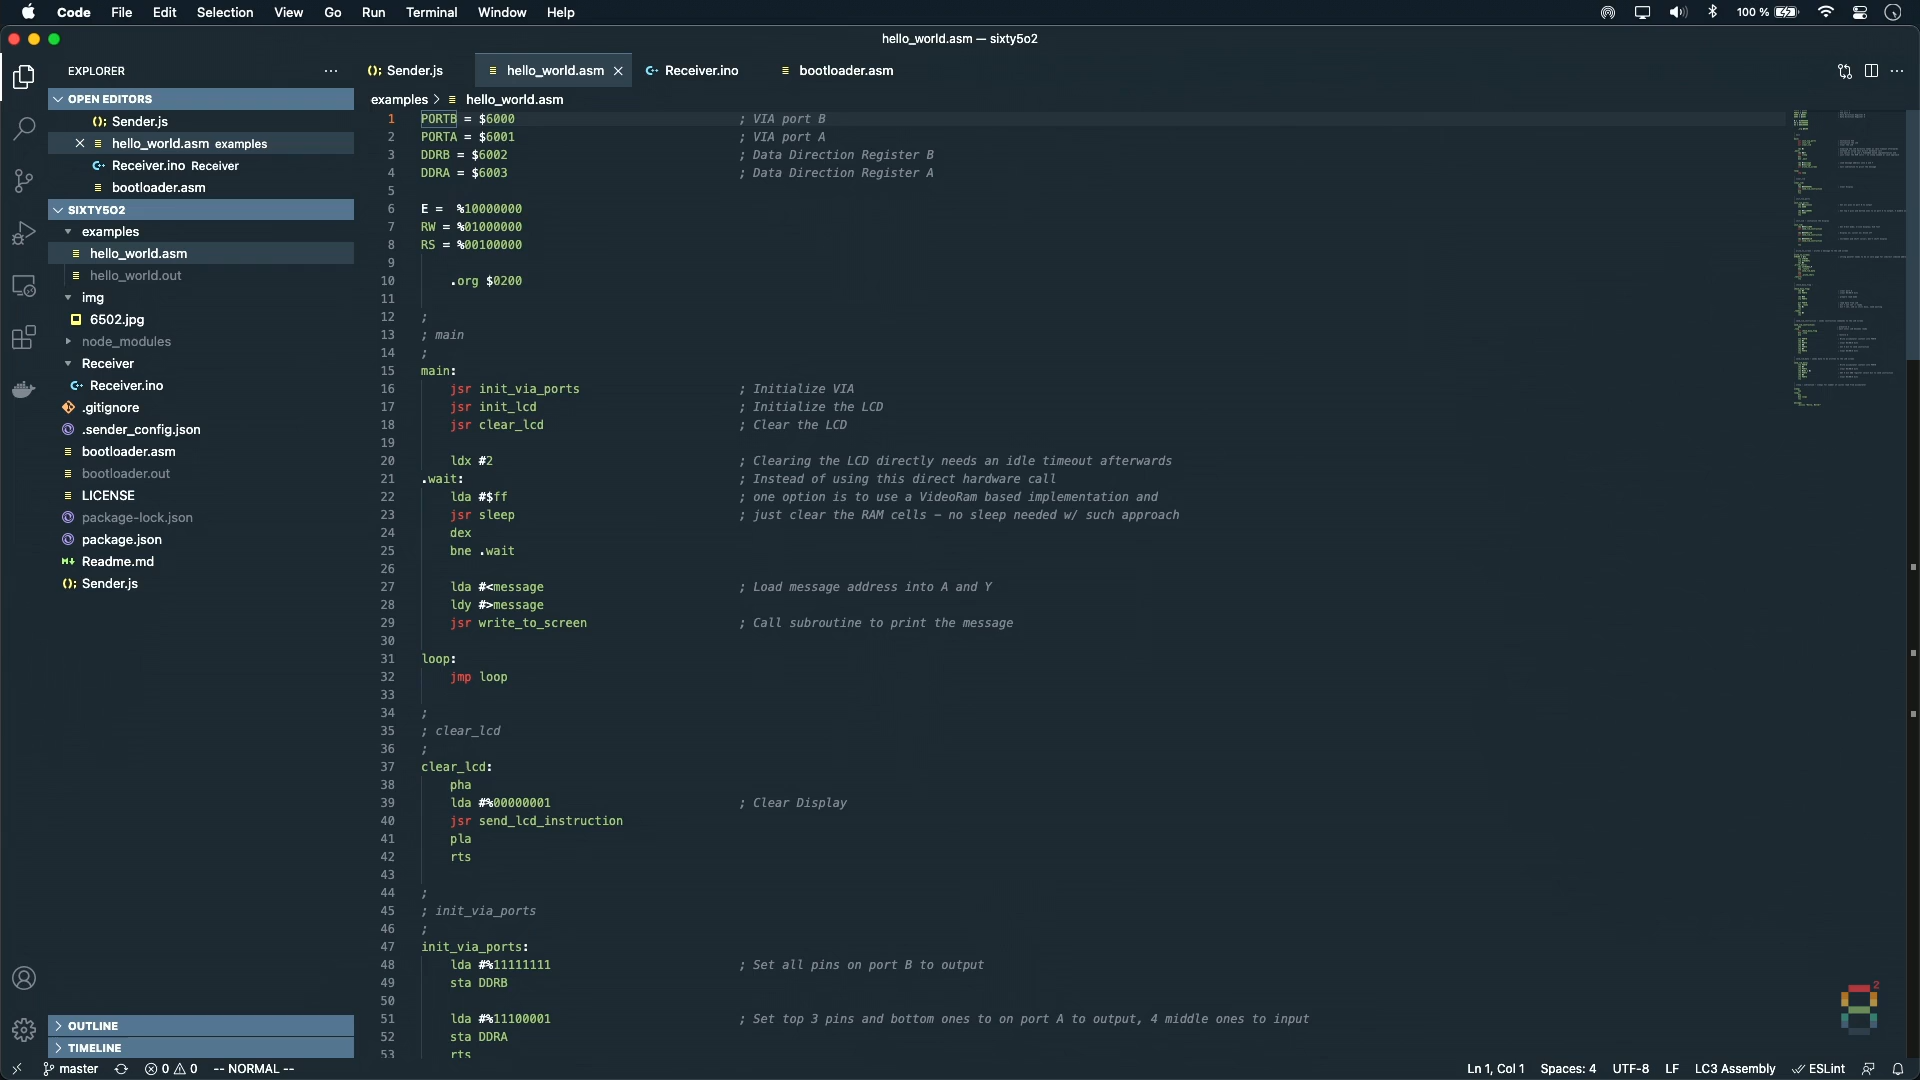 Code File Edit Selection View Go Run Terminal Window Help 100 %
hello_world.asm — sixty5o2
EXPLORER
OPEN EDITORS
Sender.js
hello_world.asm examples
Receiver.ino Receiver
bootloader.asm
SIXTY5O2
examples
hello_world.asm
hello_world.out
img
6502.jpg
node_modules
Receiver
Receiver.ino
.gitignore
.sender_config.json
bootloader.asm
bootloader.out
LICENSE
package-lock.json
package.json
Readme.md
Sender.js
OUTLINE
TIMELINE
Sender.js hello_world.asm Receiver.ino bootloader.asm
examples > hello_world.asm
1 PORTB = $6000 ; VIA port B
2 PORTA = $6001 ; VIA port A
3 DDRB = $6002 ; Data Direction Register B
4 DDRA = $6003 ; Data Direction Register A
5
6 E = %10000000
7 RW = %01000000
8 RS = %00100000
9
10 .org $0200
11
12 ;
13 ; main
14 ;
15 main:
16 jsr init_via_ports ; Initialize VIA
17 jsr init_lcd ; Initialize the LCD
18 jsr clear_lcd ; Clear the LCD
19
20 ldx #2 ; Clearing the LCD directly needs an idle timeout afterwards
21 .wait: ; Instead of using this direct hardware call
22 lda #$ff ; one option is to use a VideoRam based implementation and
23 jsr sleep ; just clear the RAM cells – no sleep needed w/ such approach
24 dex
25 bne .wait
26
27 lda #<message ; Load message address into A and Y
28 ldy #>message
29 jsr write_to_screen ; Call subroutine to print the message
30
31 loop:
32 jmp loop
33
34 ;
35 ; clear_lcd
36 ;
37 clear_lcd:
38 pha
39 lda #%00000001 ; Clear Display
40 jsr send_lcd_instruction
41 pla
42 rts
43
44 ;
45 ; init_via_ports
46 ;
47 init_via_ports:
48 lda #%11111111 ; Set all pins on port B to output
49 sta DDRB
50
51 lda #%11100001 ; Set top 3 pins and bottom ones to on port A to output, 4 middle ones to input
52 sta DDRA
53 rts
8 2
master 0 0 -- NORMAL -- Ln 1, Col 1 Spaces: 4 UTF-8 LF LC3 Assembly ESLint